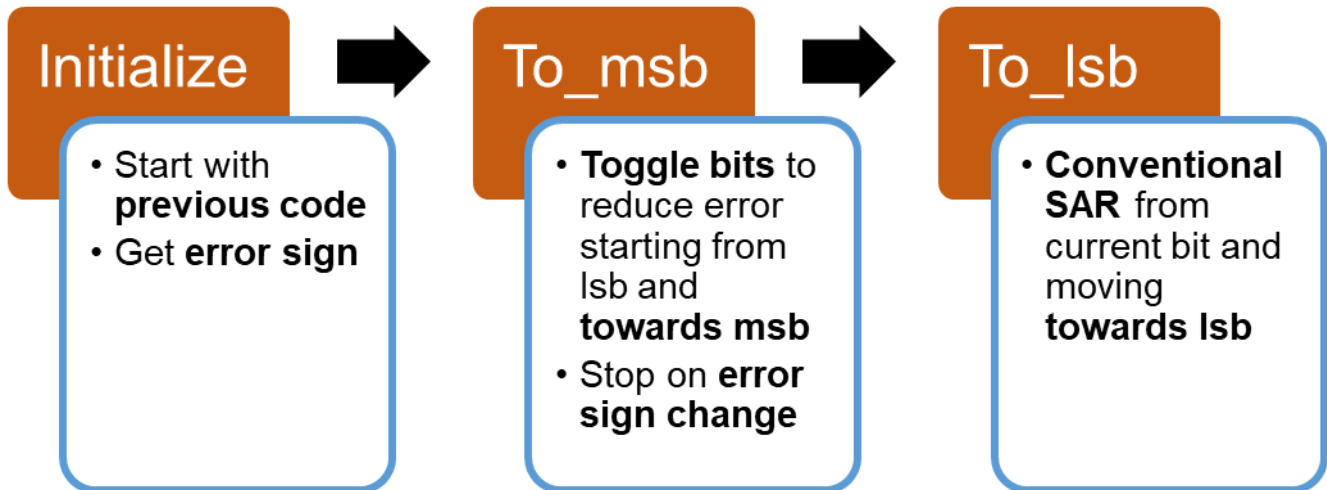 Initialize
• Start with
previous code
• Get error sign
To_msb
• Toggle bits to
reduce error
starting from
lsb and
towards msb
• Stop on error
sign change
To_lsb
• Conventional
SAR from
current bit and
moving
towards lsb